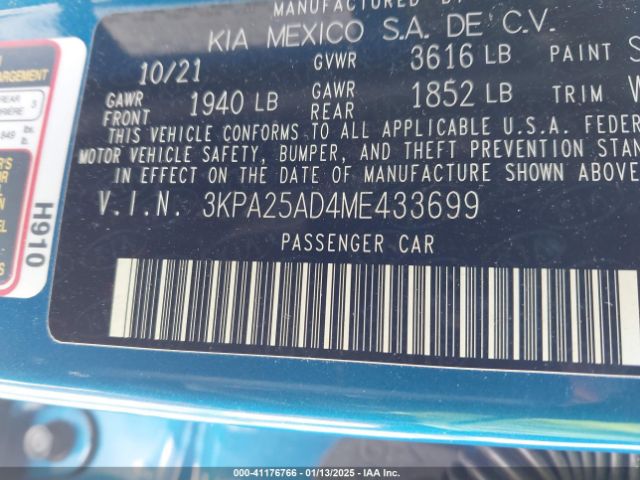 MANUFACTURED BY
KIA MEXICO S.A. DE C.V.
10/21 GVWR 3616 LB PAINT
GAWR FRONT 1940 LB GAWR REAR 1852 LB TRIM
THIS VEHICLE CONFORMS TO ALL APPLICABLE U.S.A.
MOTOR VEHICLE SAFETY, BUMPER, AND THEFT PREVENTION
IN EFFECT ON THE DATE OF MANUFACTURE SHOWN ABOVE
V.I.N. 3KPA25AD4ME433699
PASSENGER CAR
H910
000-41176766 - 01/13/2025 - IAA Inc.